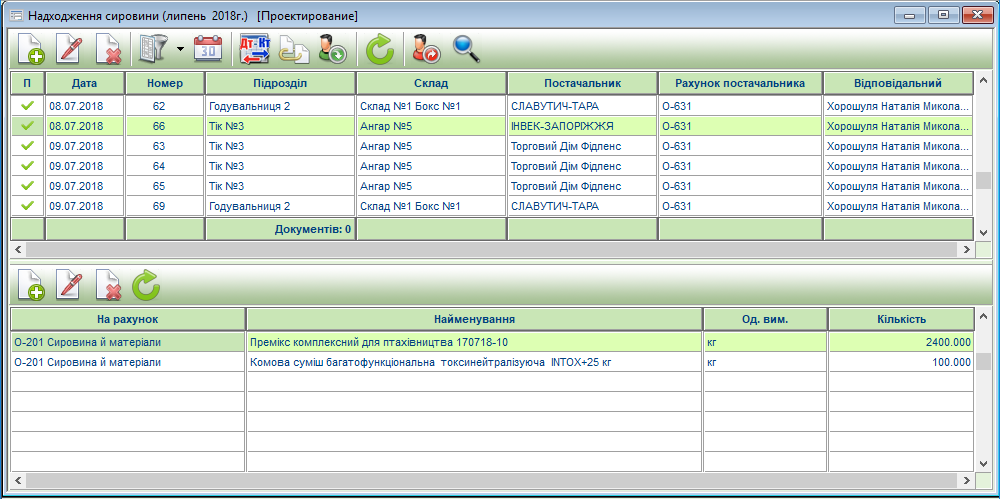 Надходження сировини (липень 2018г.) [Проектирование]
30 Дт-Кт
П Дата Номер Підрозділ Склад Постачальник Рахунок постачальника Відповідальний
08.07.2018 62 Годувальниця 2 Склад №1 Бокс №1 СЛАВУТИЧ-ТАРА О-631 Хорошуля Наталія Микола...
08.07.2018 66 Тік №3 Ангар №5 ІНВЕК-ЗАПОРІЖЖЯ О-631 Хорошуля Наталія Микола...
09.07.2018 63 Тік №3 Ангар №5 Торговий Дім Фідленс О-631 Хорошуля Наталія Микола...
09.07.2018 64 Тік №3 Ангар №5 Торговий Дім Фідленс О-631 Хорошуля Наталія Микола...
09.07.2018 65 Тік №3 Ангар №5 Торговий Дім Фідленс О-631 Хорошуля Наталія Микола...
09.07.2018 69 Годувальниця 2 Склад №1 Бокс №1 СЛАВУТИЧ-ТАРА О-631 Хорошуля Наталія Микола...
Документів: 0
На рахунок Найменування Од. вим. Кількість
О-201 Сировина й матеріали Премікс комплексний для птахівництва 170718-10 кг 2400.000
О-201 Сировина й матеріали Комова суміш багатофункціональна токсинейтралізуюча INTOX+25 кг кг 100.000